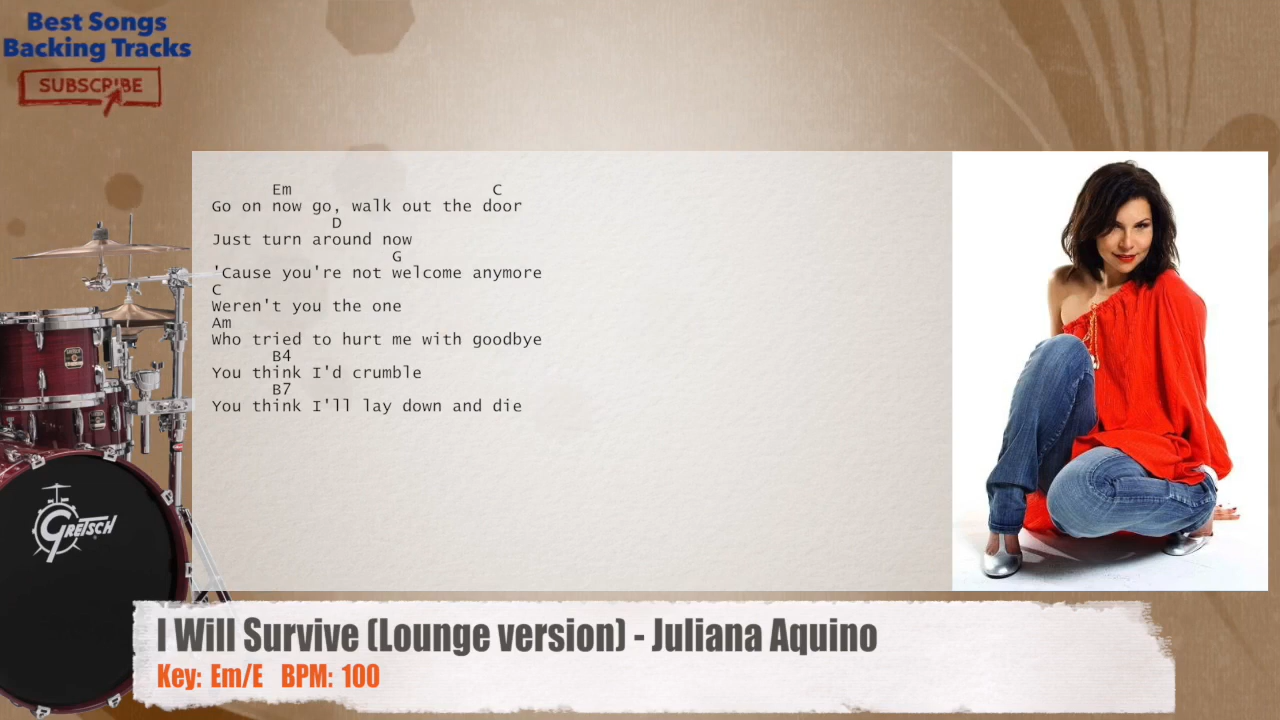 Best Songs
Backing Tracks
SUBSCRIBE
Em C
Go on now go, walk out the door
D
Just turn around now
G
'Cause you're not welcome anymore
C
Weren't you the one
Am
Who tried to hurt me with goodbye
B4
You think I'd crumble
B7
You think I'll lay down and die
GRETSCH
I Will Survive (Lounge version) - Juliana Aquino
Key: Em/E BPM: 100